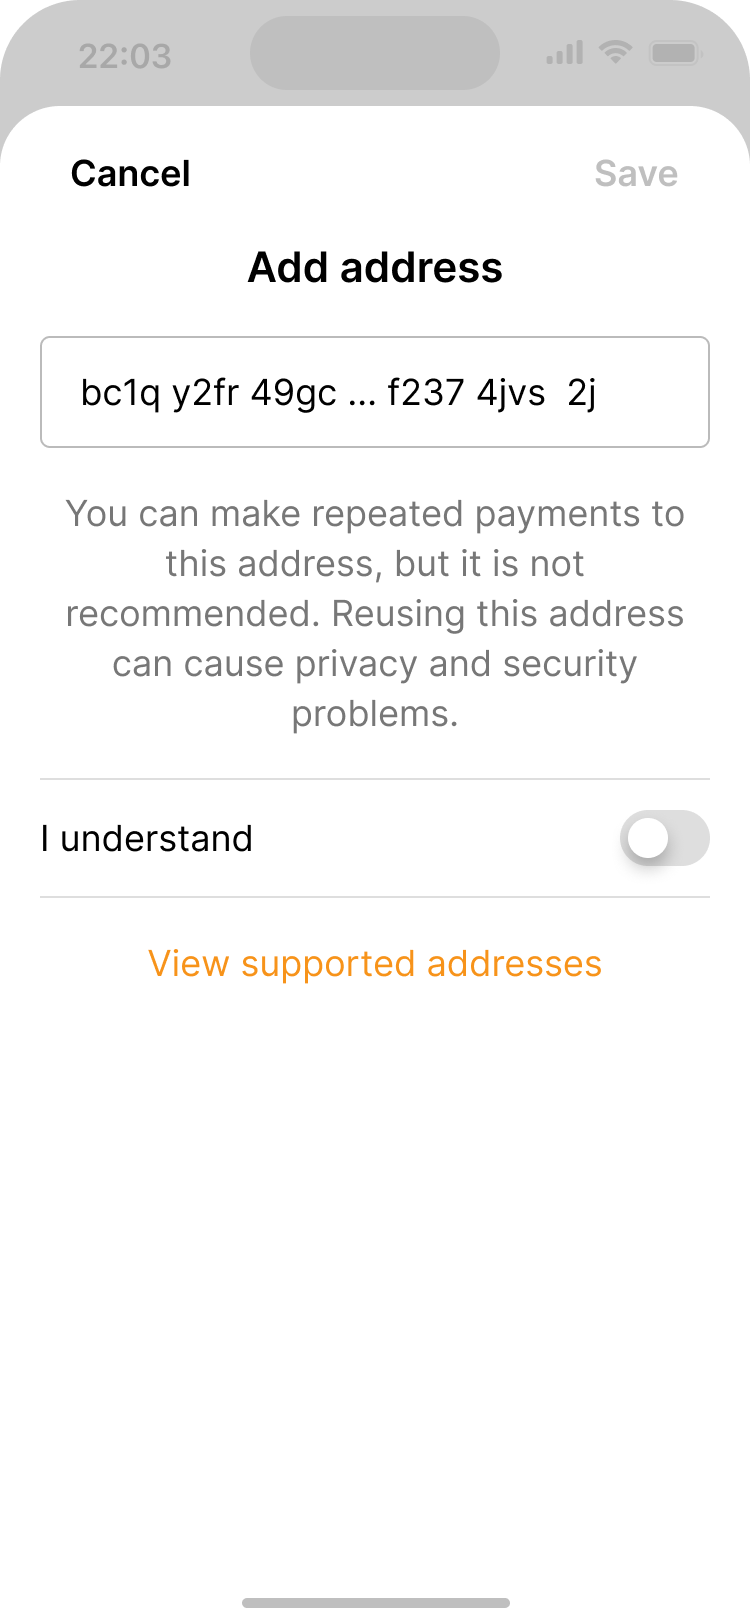 22:03
Cancel Save
Add address
bc1q y2fr 49gc ... f237 4jvs 2j
You can make repeated payments to
this address, but it is not
recommended. Reusing this address
can cause privacy and security
problems.
I understand
View supported addresses